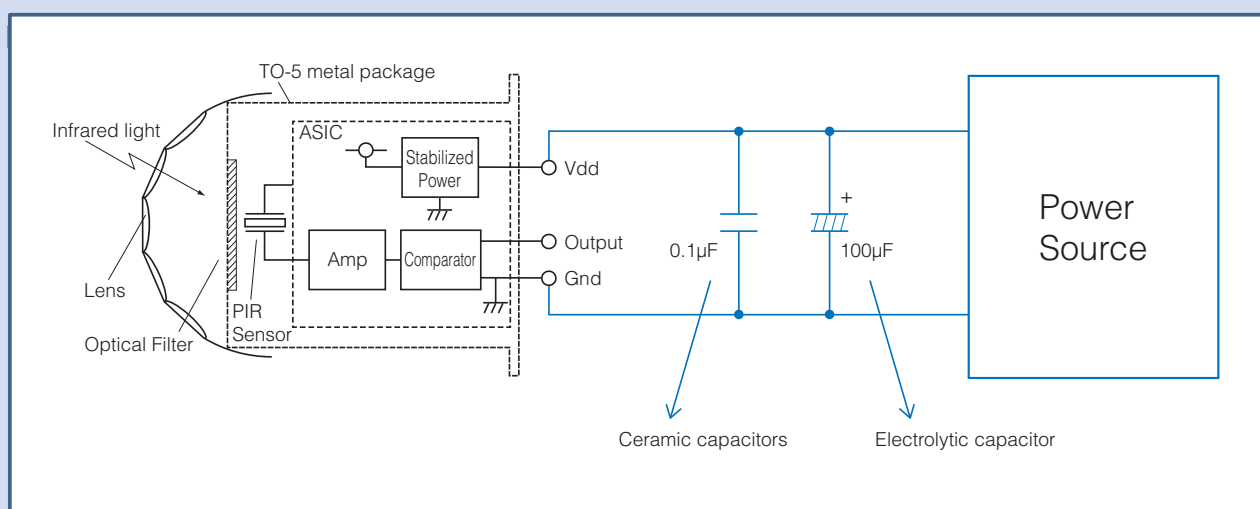 TO-5 metal package
Infrared light
ASIC
Stabilized
Power
Vdd
Output
Gnd
Amp
Comparator
Lens
Optical Filter
PIR
Sensor
0.1µF
+
100µF
Power
Source
Ceramic capacitors
Electrolytic capacitor